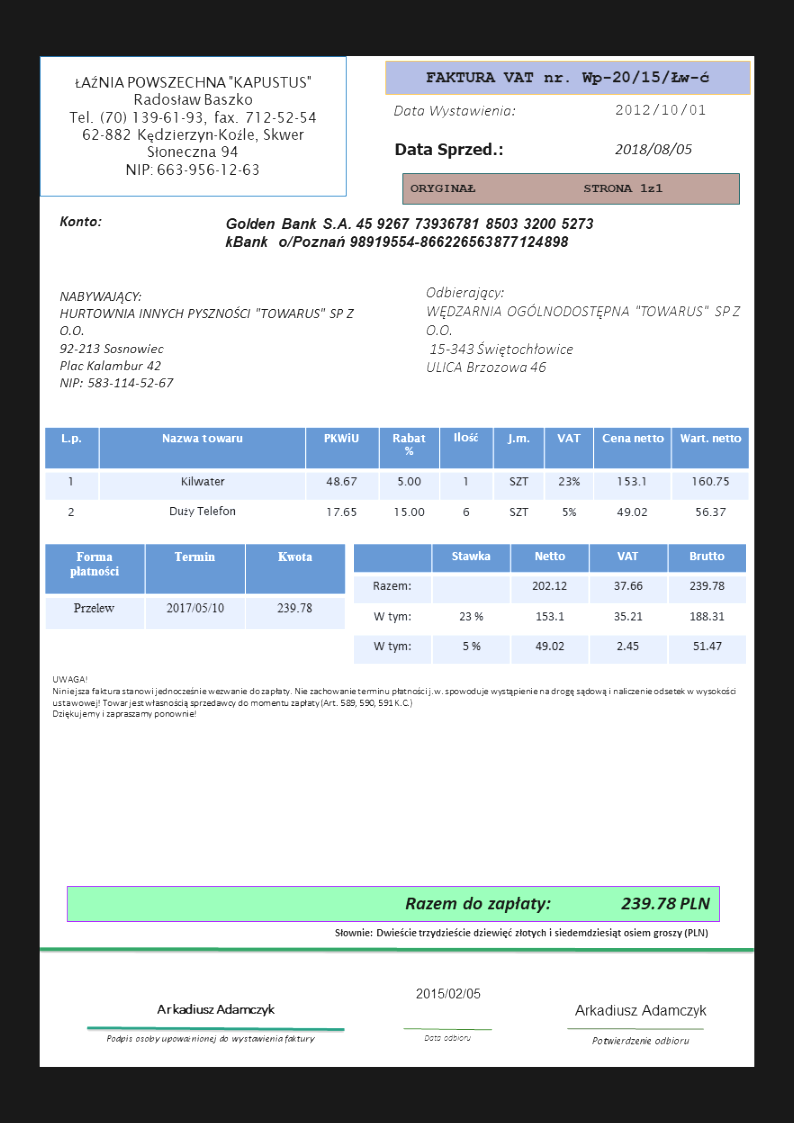 ŁAŹNIA POWSZECHNA "KAPUSTUS"
Radosław Baszko
Tel. (70) 139-61-93, fax. 712-52-54
62-882 Kędzierzyn-Koźle, Skwer
Słoneczna 94
NIP: 663-956-12-63
FAKTURA VAT nr. Wp-20/15/Łw-ć
Data Wystawienia: 2012/10/01
Data Sprzed.: 2018/08/05
ORYGINAŁ STRONA 1z1
Konto:
Golden Bank S.A. 45 9267 73936781 8503 3200 5273
kBank o/Poznań 98919554-866226563877124898
NABYWAJĄCY:
HURTOWNIA INNYCH PYSZNOŚCI "TOWARUS" SP Z
O.O.
92-213 Sosnowiec
Plac Kalambur 42
NIP: 583-114-52-67
Odbierający:
WĘDZARNIA OGÓLNODOSTĘPNA "TOWARUS" SP Z
O.O.
15-343 Świętochłowice
ULICA Brzozowa 46
L.p. Nazwa towaru PKWiU Rabat % Ilość J.m. VAT Cena netto Wart. netto
1 Kilwater 48.67 5.00 1 SZT 23% 153.1 160.75
2 Duży Telefon 17.65 15.00 6 SZT 5% 49.02 56.37
Forma płatności Termin Kwota
Przelew 2017/05/10 239.78
Stawka Netto VAT Brutto
Razem: 202.12 37.66 239.78
W tym: 23 % 153.1 35.21 188.31
W tym: 5 % 49.02 2.45 51.47
UWAGA!
Niniejsza faktura stanowi jednocześnie wezwanie do zapłaty. Nie zachowanie terminu płatności j.w. spowoduje wystąpienie na drogę sądową i naliczenie odsetek w wysokości
ustawowej! Towar jest własnością sprzedawcy do momentu zapłaty (Art. 589, 590, 591 K.C.)
Dziękujemy i zapraszamy ponownie!
Razem do zapłaty: 239.78 PLN
Słownie: Dwieście trzydzieście dziewięć złotych i siedemdziesiąt osiem groszy (PLN)
Arkadiusz Adamczyk
Podpis osoby upoważnionej do wystawienia faktury
2015/02/05
Data odbioru
Arkadiusz Adamczyk
Potwierdzenie odbioru